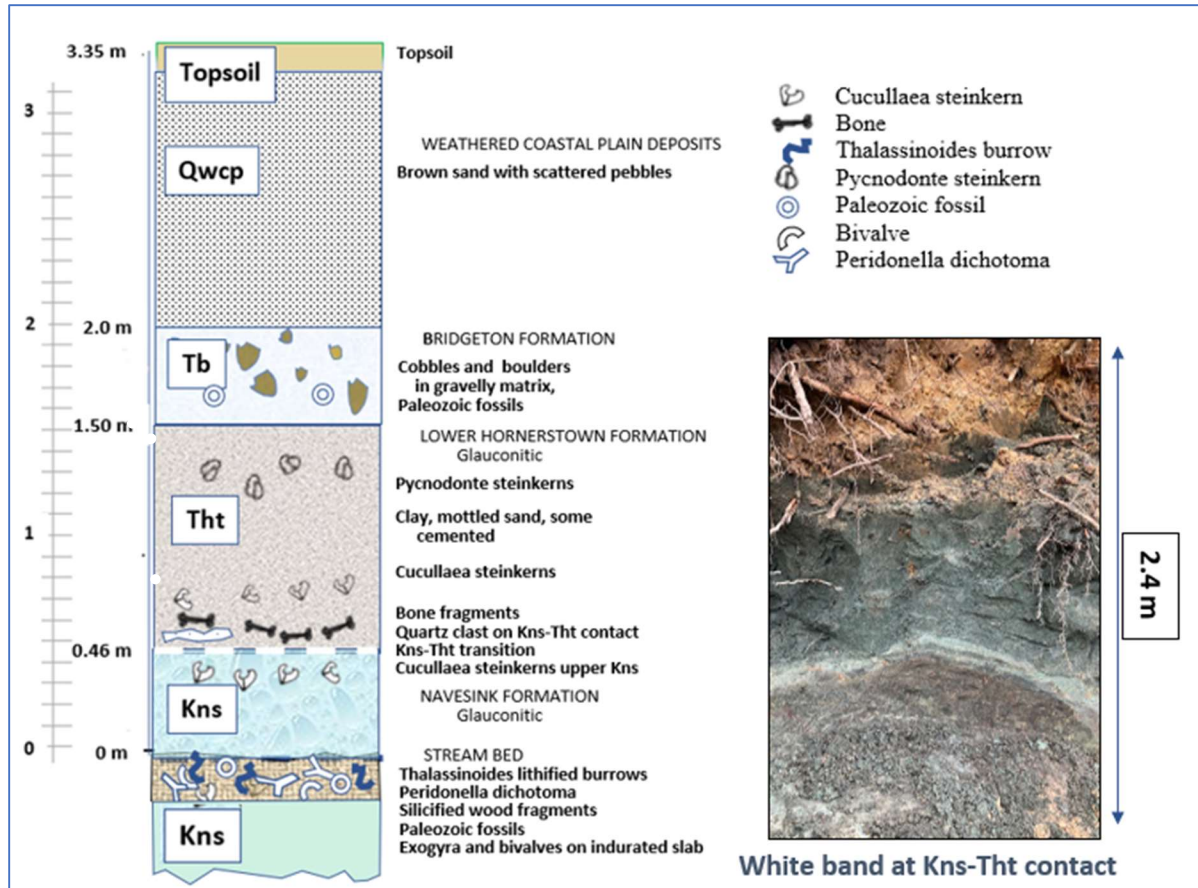 3.35 m
Topsoil
Topsoil
3
WEATHERED COASTAL PLAIN DEPOSITS
Qwcp
Brown sand with scattered pebbles
2
2.0 m
BRIDGETON FORMATION
Tb
Cobbles and boulders
in gravelly matrix,
Paleozoic fossils
1.50 m
LOWER HORNERSTOWN FORMATION
Glauconitic
Pycnodonte steinkerns
Tht
Clay, mottled sand, some
cemented
1
Cucullaea steinkerns
Bone fragments
Quartz clast on Kns-Tht contact
0.46 m
Kns-Tht transition
Cucullaea steinkerns upper Kns
Kns
NAVESINK FORMATION
Glauconitic
0
0 m
STREAM BED
Thalassinoides lithified burrows
Peridonella dichotoma
Silicified wood fragments
Paleozoic fossils
Kns
Exogyra and bivalves on indurated slab
Cucullaea steinkern
Bone
Thalassinoides burrow
Pycnodonte steinkern
Paleozoic fossil
Bivalve
Peridonella dichotoma
2.4 m
White band at Kns-Tht contact